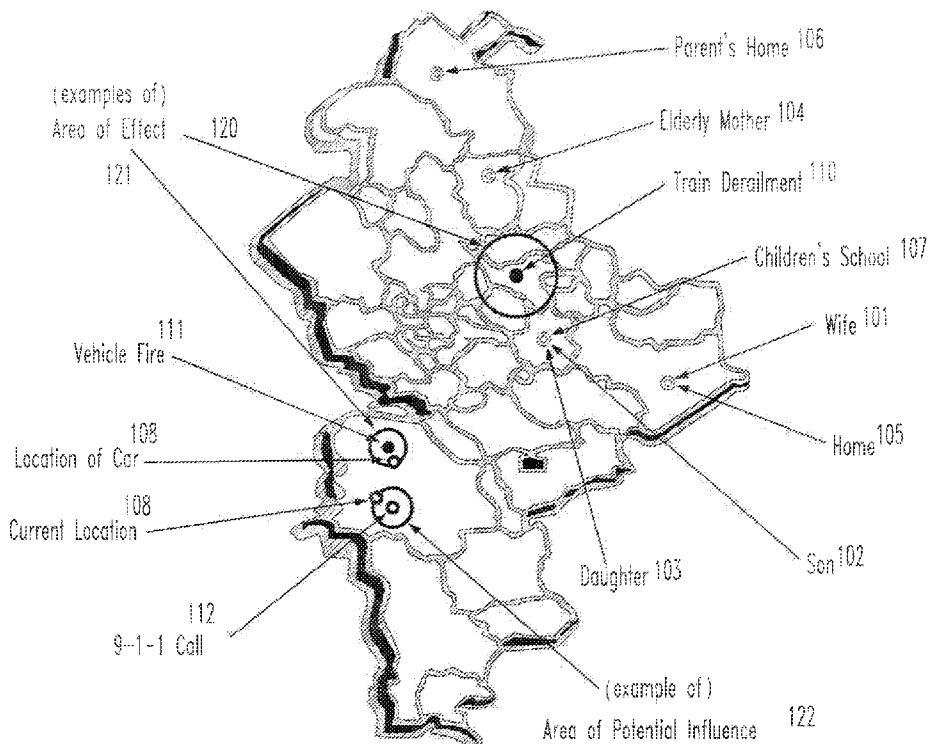 Parent's Home 106
(examples of)
Area of Effect 120
121
Elderly Mother 104
Train Derailment 110
Children's School 107
Wife 101
Vehicle Fire 111
Home 105
108
Location of Car
108
Current Location
Son 102
Daughter 103
112
9-1-1 Call
(example of)
Area of Potential Influence 122